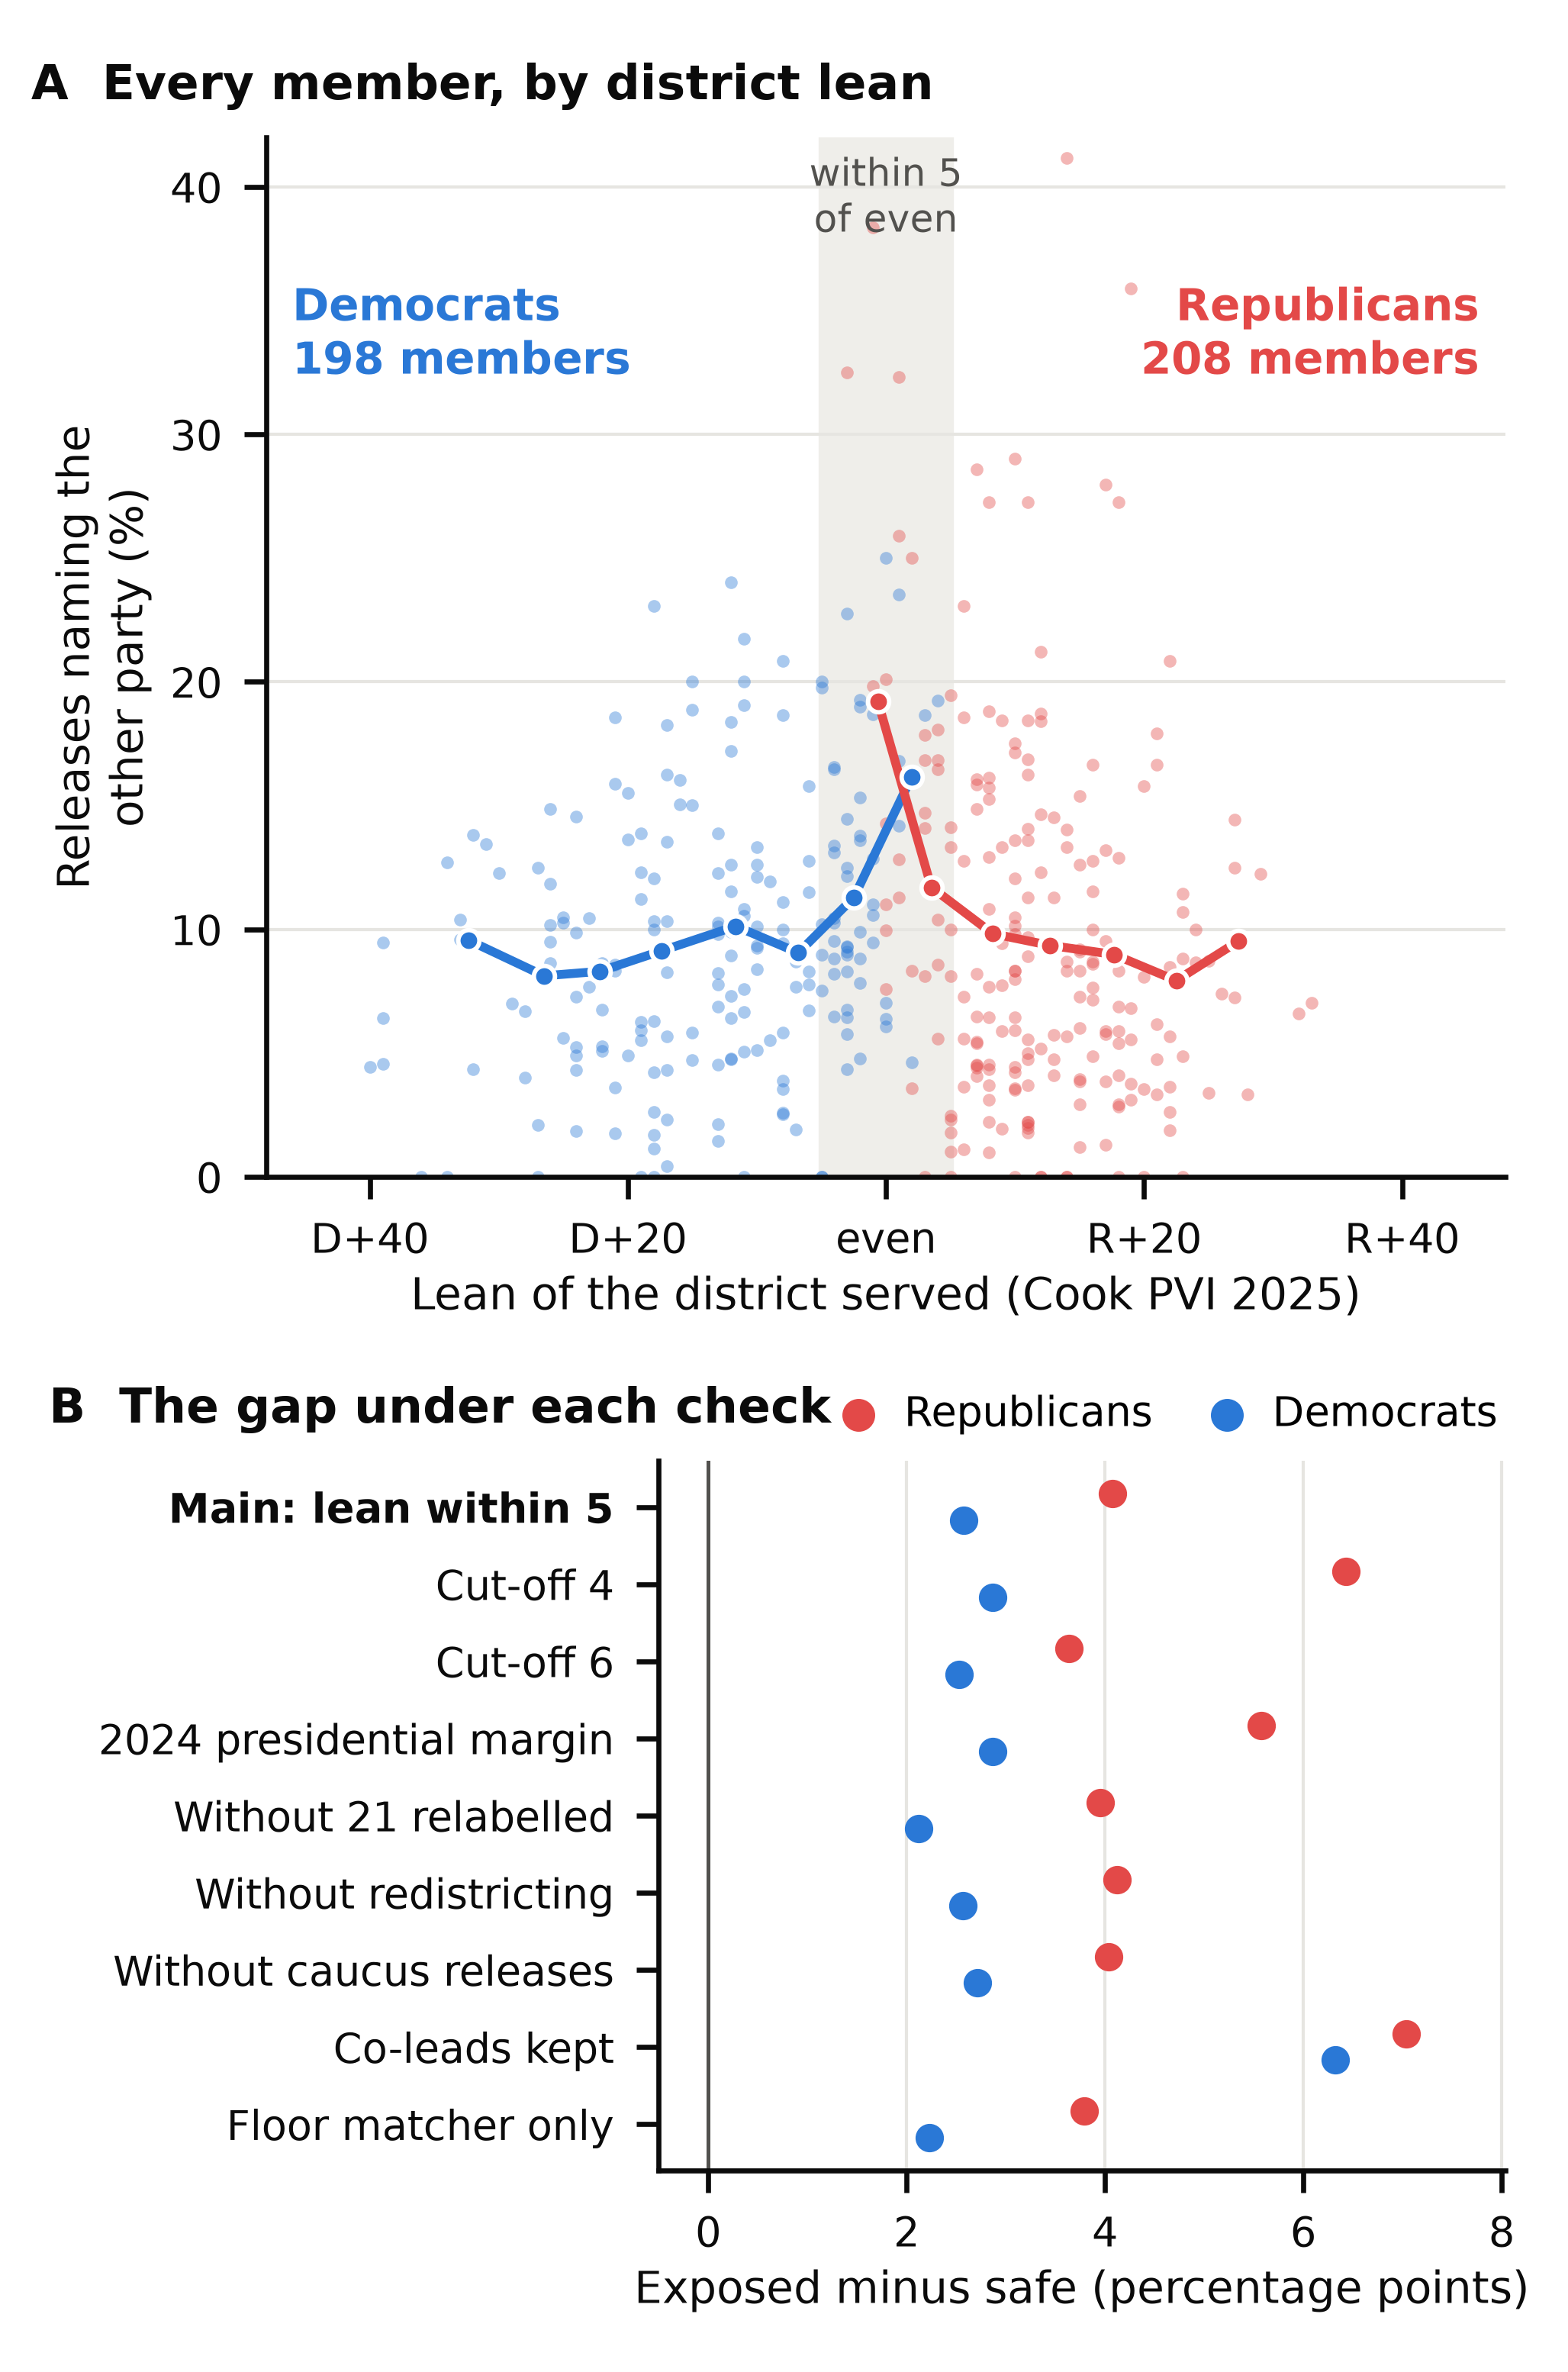 A Every member, by district lean
within 5
of even
Democrats
198 members
Republicans
208 members
Releases naming the
other party (%)
40
30
20
10
0
D+40 D+20 even R+20 R+40
Lean of the district served (Cook PVI 2025)
B The gap under each check Republicans Democrats
Main: lean within 5
Cut-off 4
Cut-off 6
2024 presidential margin
Without 21 relabelled
Without redistricting
Without caucus releases
Co-leads kept
Floor matcher only
0 2 4 6 8
Exposed minus safe (percentage points)